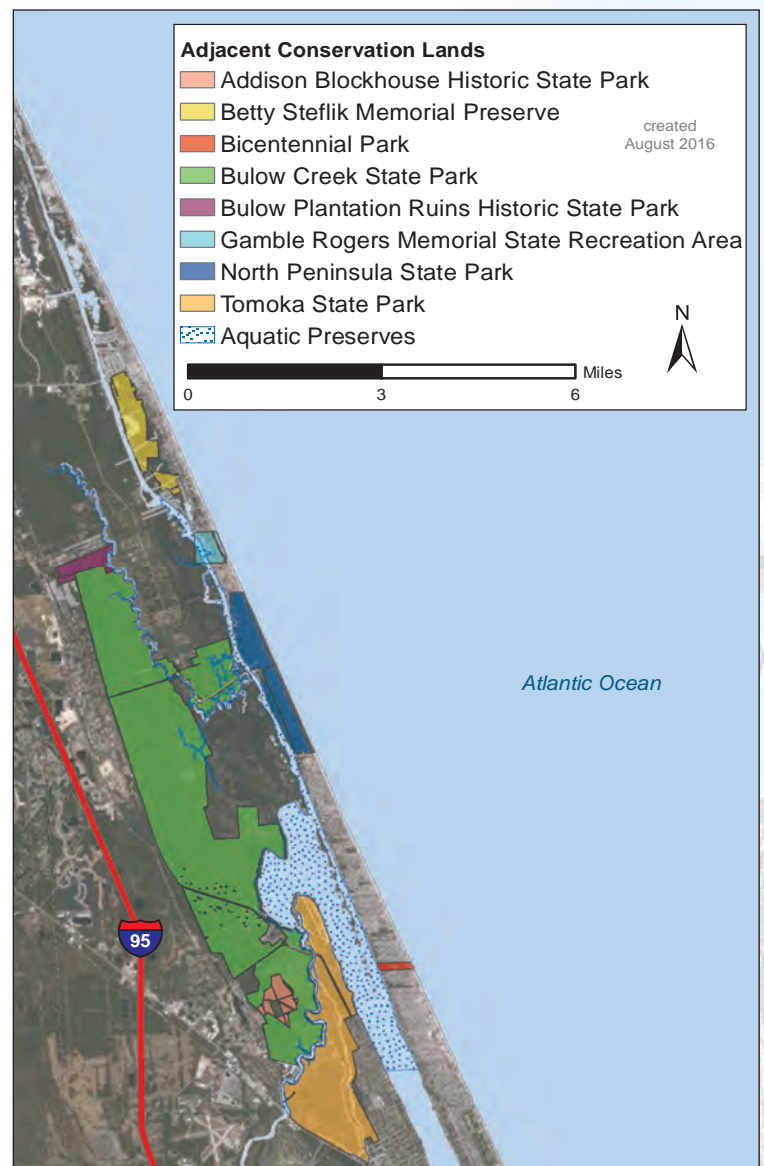 Adjacent Conservation Lands
Addison Blockhouse Historic State Park
Betty Steflik Memorial Preserve
created
August 2016
Bicentennial Park
Bulow Creek State Park
Bulow Plantation Ruins Historic State Park
Gamble Rogers Memorial State Recreation Area
North Peninsula State Park
Tomoka State Park
Aquatic Preserves
N
Miles
0 3 6
Atlantic Ocean
95